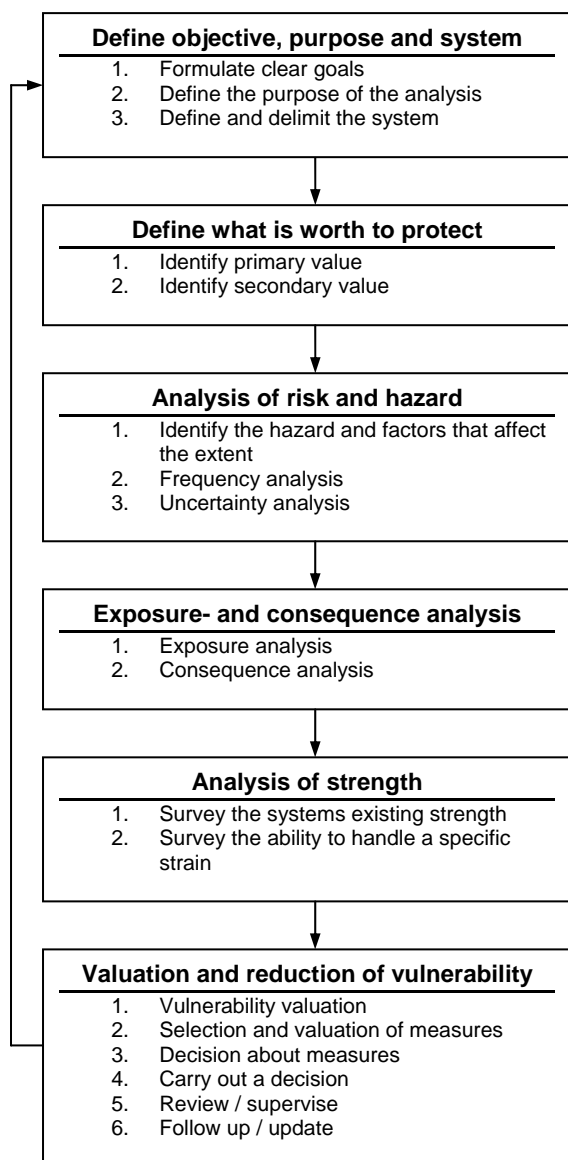 Define objective, purpose and system
1. Formulate clear goals
2. Define the purpose of the analysis
3. Define and delimit the system
Define what is worth to protect
1. Identify primary value
2. Identify secondary value
Analysis of risk and hazard
1. Identify the hazard and factors that affect
the extent
2. Frequency analysis
3. Uncertainty analysis
Exposure- and consequence analysis
1. Exposure analysis
2. Consequence analysis
Analysis of strength
1. Survey the systems existing strength
2. Survey the ability to handle a specific
strain
Valuation and reduction of vulnerability
1. Vulnerability valuation
2. Selection and valuation of measures
3. Decision about measures
4. Carry out a decision
5. Review / supervise
6. Follow up / update